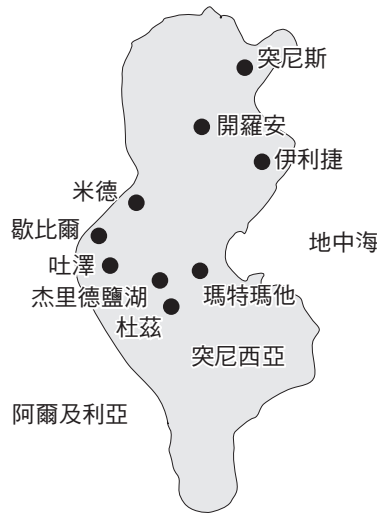 突尼斯
開羅安
伊利捷
米德
歇比爾
地中海
吐澤
杰里德鹽湖
瑪特瑪他
杜茲
突尼西亞
阿爾及利亞